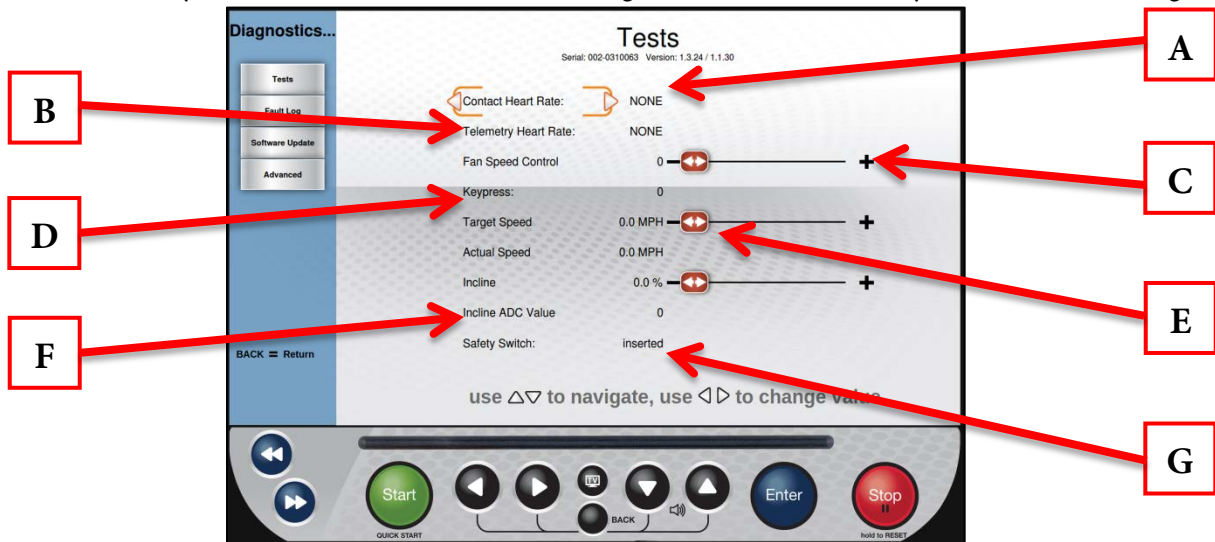 Diagnostics...
Tests
Serial: 002-0310063 Version: 1.3.24 / 1.1.30
A
Tests
B
Contact Heart Rate: NONE
Fault Log
Telemetry Heart Rate: NONE
Software Update
Fan Speed Control 0
C
Advanced
Keypress: 0
D
Target Speed 0.0 MPH
Actual Speed 0.0 MPH
Incline 0.0 %
E
Incline ADC Value 0
F
Safety Switch: inserted
BACK = Return
use △▽ to navigate, use ◁ ▷ to change value
G
Start
TV
BACK
Enter
Stop
QUICK START
hold to RESET